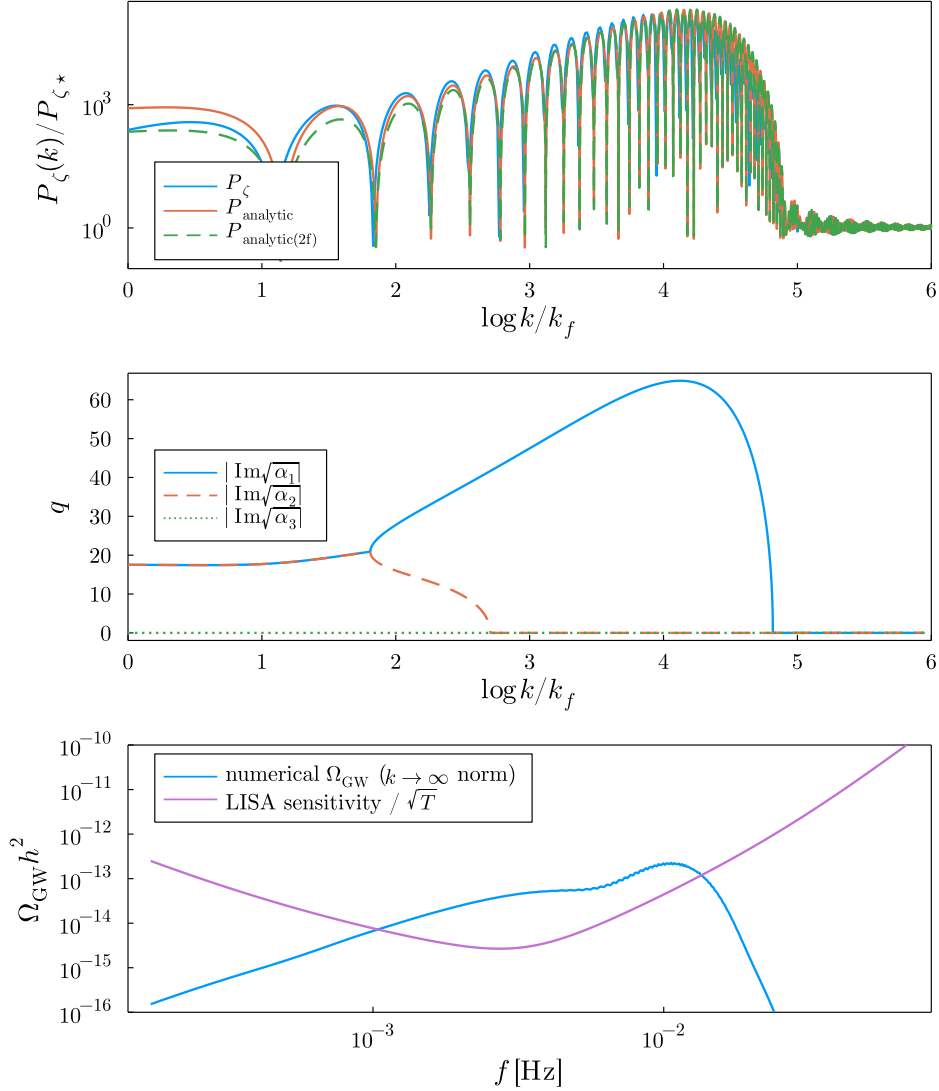 P_ζ(k)/P_ζ⋆
10^3
10^0
P_ζ
P_analytic
P_analytic(2f)
0 1 2 3 4 5 6
log k/k_f
q
60
50
40
30
20
10
0
| Im√α_1|
| Im√α_2|
| Im√α_3|
0 1 2 3 4 5 6
log k/k_f
Ω_GW h^2
10^−10
10^−11
10^−12
10^−13
10^−14
10^−15
10^−16
numerical Ω_GW (k → ∞ norm)
LISA sensitivity / √T
10^−3 10^−2
f [Hz]